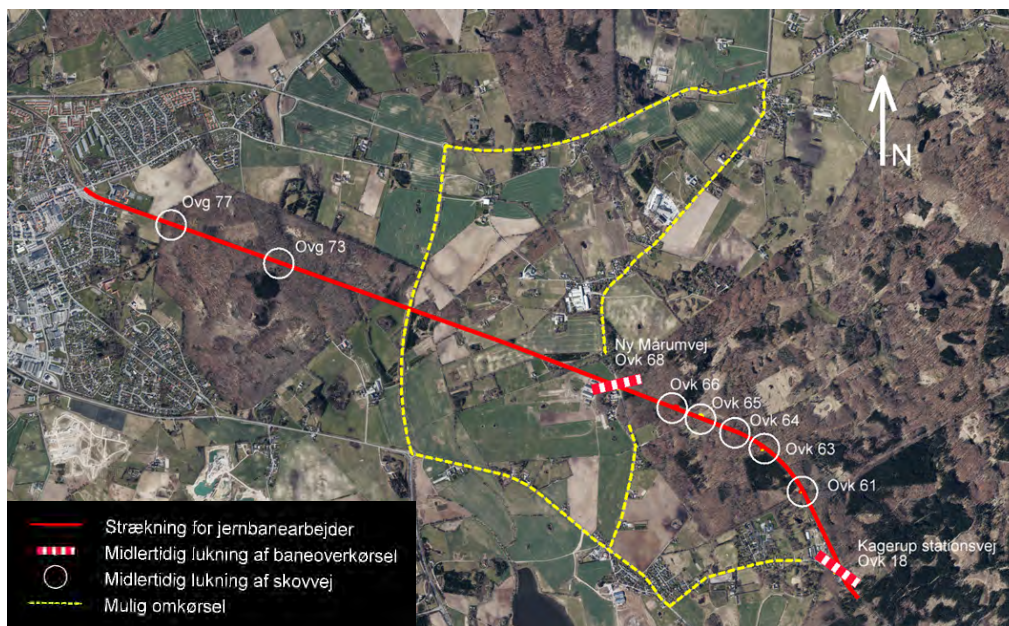 N
Ovg 77
Ovg 73
Ny Mårumvej
Ovk 68
Ovk 66
Ovk 65
Ovk 64
Ovk 63
Ovk 61
Kagerup stationsvej
Ovk 18
Strækning for jernbanearbejder
Midlertidig lukning af baneoverkørsel
Midlertidig lukning af skovvej
Mulig omkørsel